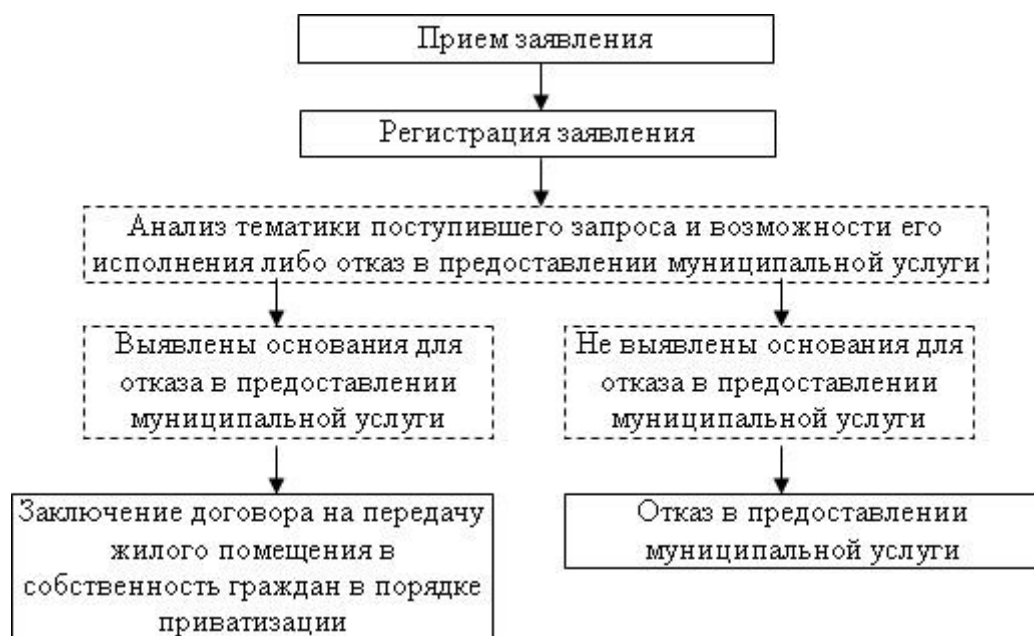 Прием заявления
Регистрация заявления
Анализ тематики поступившего запроса и возможности его
исполнения либо отказ в предоставлении муниципальной услуги
Выявлены основания для
отказа в предоставлении
муниципальной услуги
Не выявлены основания для
отказа в предоставлении
муниципальной услуги
Заключение договора на передачу
жилого помещения в
собственность граждан в порядке
приватизации
Отказ в предоставлении
муниципальной услуги